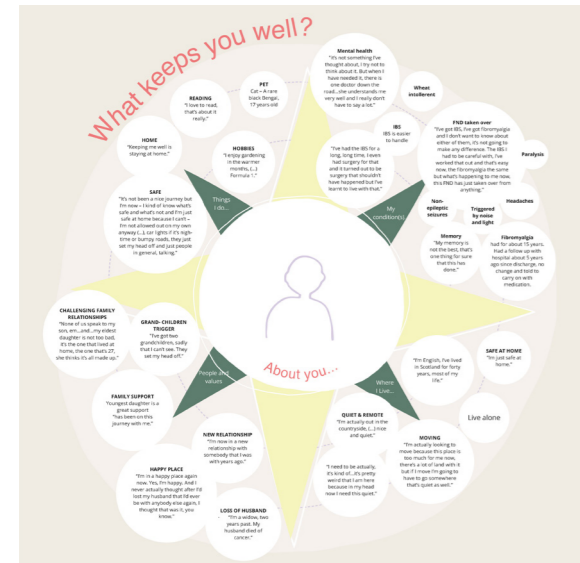 What keeps you well?
Mental health
"It's not something I've
thought about, I try not to
think about it. But when I
have needed it, there is
one doctor down the
road...she understands me
very well and I really don't
have to say a lot."
Wheat
intollerent
PET
Cat – A rare
black Bengal,
17 years old
READING
"I love to read,
that's about it
really."
HOME
"Keeping me well is
staying at home."
HOBBIES
"I enjoy gardening
in the warmer
months, (...)
Formula 1."
IBS
IBS is easier
to handle
"I've had the IBS for a
long, long time, I even
had surgery for that
and it turned out to be
surgery that shouldn't
have happened but I've
learnt to live with that."
FND taken over
"I've got IBS, I've got fibromyalgia
and I don't want to know about
either of them, it's not going to
make any difference. The IBS I
had to be careful with, I've
worked that out and that's easy
now, the fibromyalgia the same
but what's happening to me now,
this FND has just taken over from
anything."
Paralysis
SAFE
"It's not been a nice journey but
I'm now – I kind of know what's
safe and what's not and I'm just
safe at home because I can't –
I'm not allowed out on my own
anyway (...), car lights if it's night-
time or bumpy roads, they just
set my head off and just people
in general, talking."
Things
I do...
My
condition(s)
Non-
epileptic
seizures
Triggered
by noise
and light
Headaches
Memory
"My memory is
not the best, that's
one thing for sure
that this has
done."
Fibromyalgia
had for about 15 years.
Had a follow up with
hospital about 5 years
ago since discharge, no
change and told to
carry on with
medication.
CHALLENGING FAMILY
RELATIONSHIPS
"None of us speak to my
son, em...and...my eldest
daughter is not too bad,
it's the one that lived at
home, the one that's 27,
she thinks it's all made up."
GRAND- CHILDREN
TRIGGER
"I've got two
grandchildren, sadly
that I can't see. They
set my head off."
People and
values
About you...
Where
I Live...
"I'm English, I've lived
in Scotland for forty
years, most of my
life."
SAFE AT HOME
"I'm just safe at
home."
FAMILY SUPPORT
"Youngest daughter is a
great support
"has been on this
journey with me."
QUIET & REMOTE
"I'm actually out in the
countryside, (...) nice
and quiet."
Live alone
NEW RELATIONSHIP
"I'm now in a new
relationship with
somebody that I was
with years ago."
MOVING
"I'm actually looking to
move because this place is
too much for me now,
there's a lot of land with it
but if I move I'm going to
have to go somewhere
that's quiet as well."
HAPPY PLACE
"I'm in a happy place again
now. Yes, I'm happy. And I
never actually thought after I'd
lost my husband that I'd ever
be with anybody else again, I
thought that was it, you
know."
"I need to be actually,
it's kind of...it's pretty
weird that I am here
because in my head
now I need this quiet."
LOSS OF HUSBAND
- "I'm a widow, two
years past. My
husband died of
cancer."